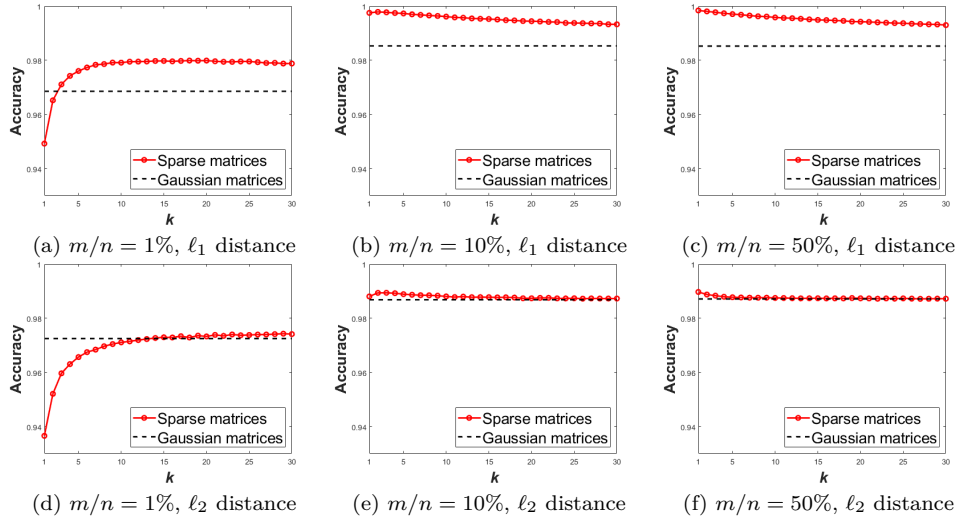 1
0.98
0.96
0.94
Accuracy
Sparse matrices
Gaussian matrices
1 5 10 15 20 25 30
k
(a) m/n = 1%, ℓ1 distance
1
0.98
0.96
0.94
Accuracy
Sparse matrices
Gaussian matrices
1 5 10 15 20 25 30
k
(b) m/n = 10%, ℓ1 distance
1
0.98
0.96
0.94
Accuracy
Sparse matrices
Gaussian matrices
1 5 10 15 20 25 30
k
(c) m/n = 50%, ℓ1 distance
1
0.98
0.96
0.94
Accuracy
Sparse matrices
Gaussian matrices
1 5 10 15 20 25 30
k
(d) m/n = 1%, ℓ2 distance
1
0.98
0.96
0.94
Accuracy
Sparse matrices
Gaussian matrices
1 5 10 15 20 25 30
k
(e) m/n = 10%, ℓ2 distance
1
0.98
0.96
0.94
Accuracy
Sparse matrices
Gaussian matrices
1 5 10 15 20 25 30
k
(f) m/n = 50%, ℓ2 distance